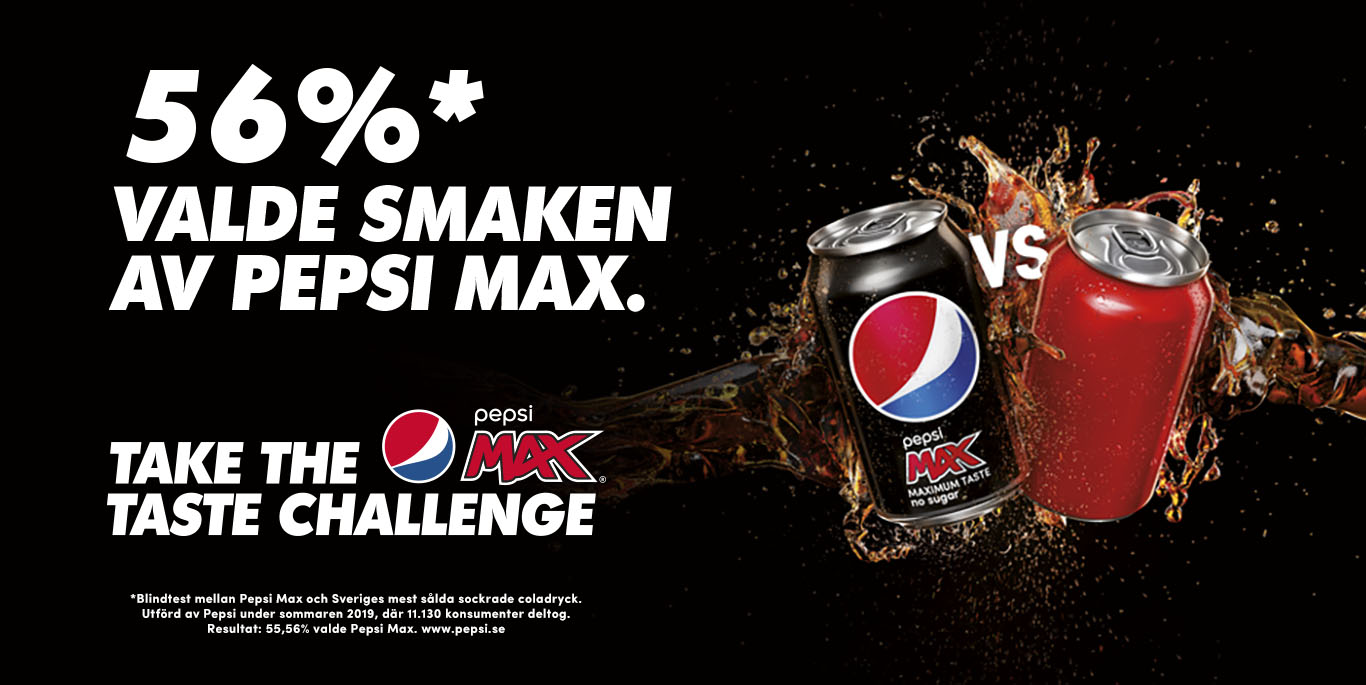 56%*
VALDE SMAKEN
AV PEPSI MAX.
TAKE THE pepsi MAX®
TASTE CHALLENGE
*Blindtest mellan Pepsi Max och Sveriges mest sålda sockrade coladryck.
Utförd av Pepsi under sommaren 2019, där 11.130 konsumenter deltog.
Resultat: 55,56% valde Pepsi Max. www.pepsi.se
VS
pepsi
MAX
MAXIMUM TASTE
no sugar